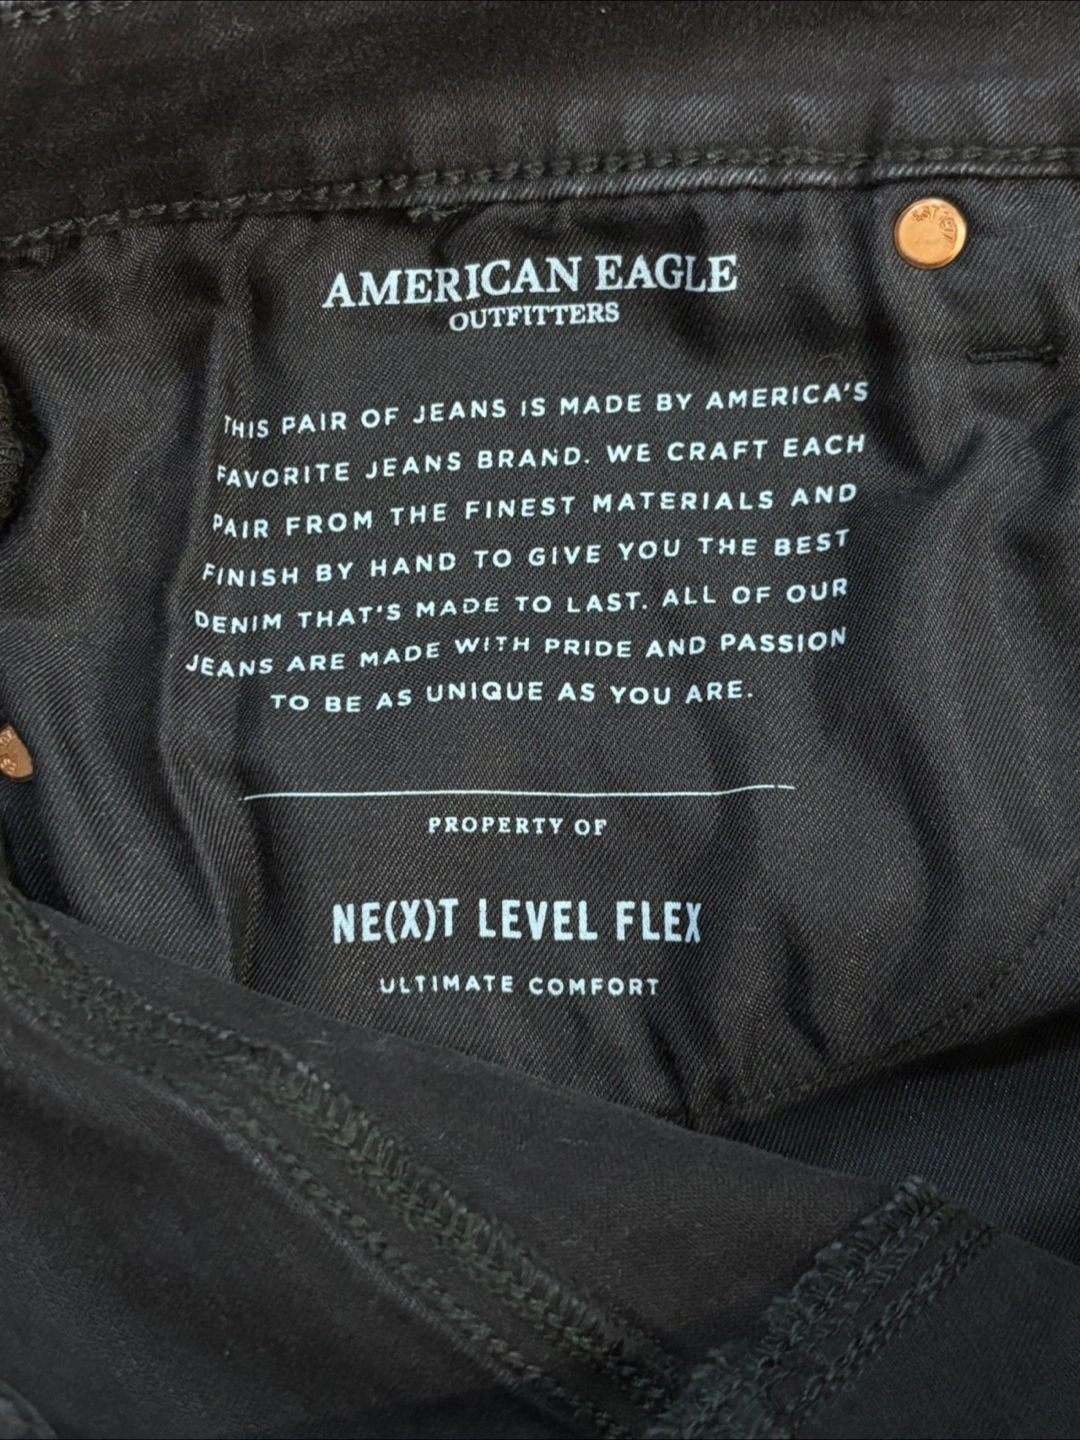 AMERICAN EAGLE
OUTFITTERS
THIS PAIR OF JEANS IS MADE BY AMERICA'S
FAVORITE JEANS BRAND. WE CRAFT EACH
PAIR FROM THE FINEST MATERIALS AND
FINISH BY HAND TO GIVE YOU THE BEST
DENIM THAT'S MADE TO LAST. ALL OF OUR
JEANS ARE MADE WITH PRIDE AND PASSION
TO BE AS UNIQUE AS YOU ARE.
PROPERTY OF
NE(X)T LEVEL FLEX
ULTIMATE COMFORT
EST 1977